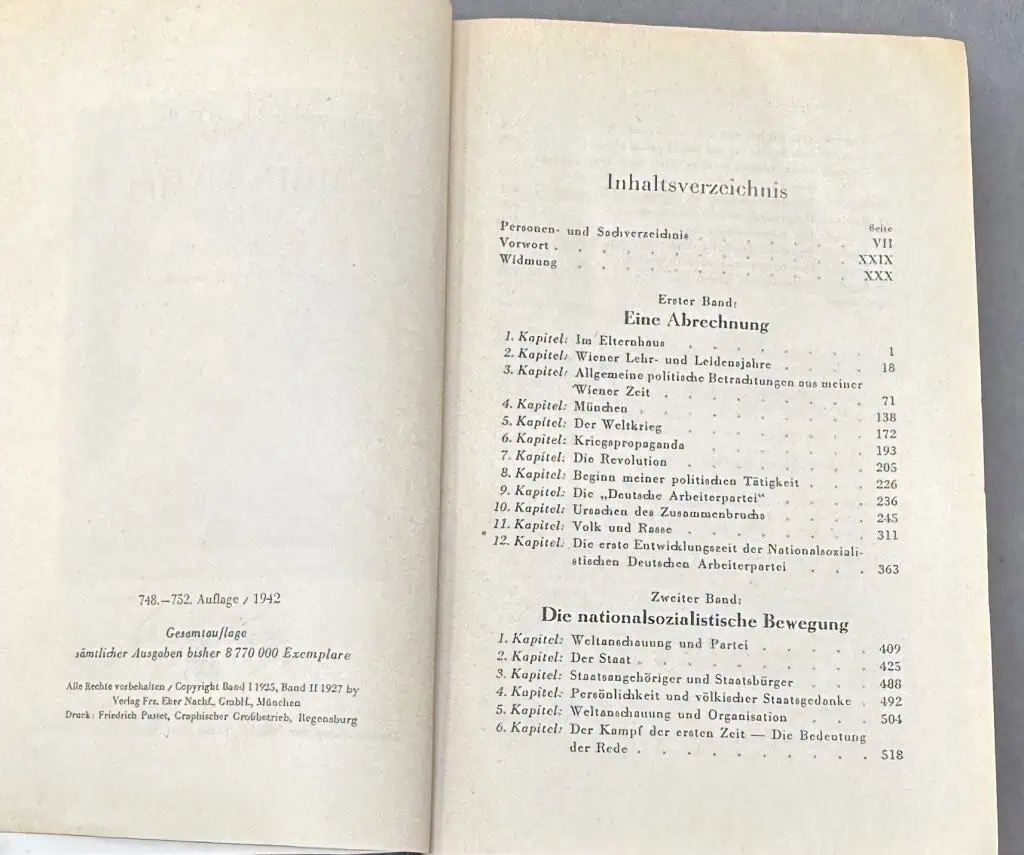 748.–752. Auflage / 1942
Gesamtauflage
sämtlicher Ausgaben bisher 8 770 000 Exemplare
Alle Rechte vorbehalten / Copyright Band I 1925, Band II 1927 by
Verlag Frz. Eher Nachf., GmbH., München
Druck: Friedrich Pustet, Graphischer Großbetrieb, Regensburg
Inhaltsverzeichnis
Seite
Personen- und Sachverzeichnis . . . . . . . VII
Vorwort . . . . . . . . . . XXIX
Widmung . . . . . . . . . . XXX
Erster Band:
Eine Abrechnung
1. Kapitel: Im Elternhaus . . . . . . . 1
2. Kapitel: Wiener Lehr- und Leidensjahre . . . . 18
3. Kapitel: Allgemeine politische Betrachtungen aus meiner
Wiener Zeit . . . . . . . . 71
4. Kapitel: München . . . . . . . . 138
5. Kapitel: Der Weltkrieg . . . . . . . 172
6. Kapitel: Kriegspropaganda . . . . . . 193
7. Kapitel: Die Revolution . . . . . . . 205
8. Kapitel: Beginn meiner politischen Tätigkeit . . . 226
9. Kapitel: Die „Deutsche Arbeiterpartei“ . . . . 236
10. Kapitel: Ursachen des Zusammenbruchs . . . . 245
11. Kapitel: Volk und Rasse . . . . . . . 311
12. Kapitel: Die erste Entwicklungszeit der Nationalsoziali-
stischen Deutschen Arbeiterpartei . . . 363
Zweiter Band:
Die nationalsozialistische Bewegung
1. Kapitel: Weltanschauung und Partei . . . . 409
2. Kapitel: Der Staat . . . . . . . . 425
3. Kapitel: Staatsangehöriger und Staatsbürger . . . 488
4. Kapitel: Persönlichkeit und völkischer Staatsgedanke . 492
5. Kapitel: Weltanschauung und Organisation . . . 504
6. Kapitel: Der Kampf der ersten Zeit — Die Bedeutung
der Rede . . . . . . . . . 518